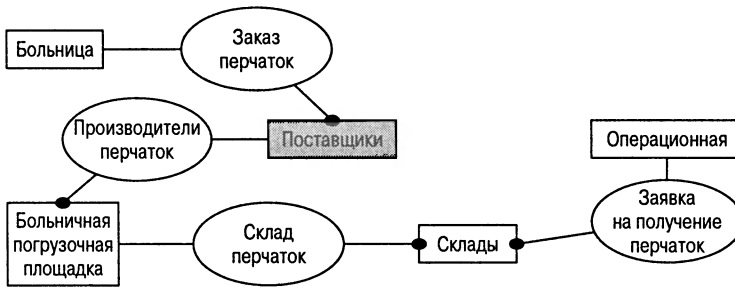 Больница
Заказ
перчаток
Производители
перчаток
Поставщики
Операционная
Больничная
погрузочная
площадка
Склад
перчаток
Склады
Заявка
на получение
перчаток